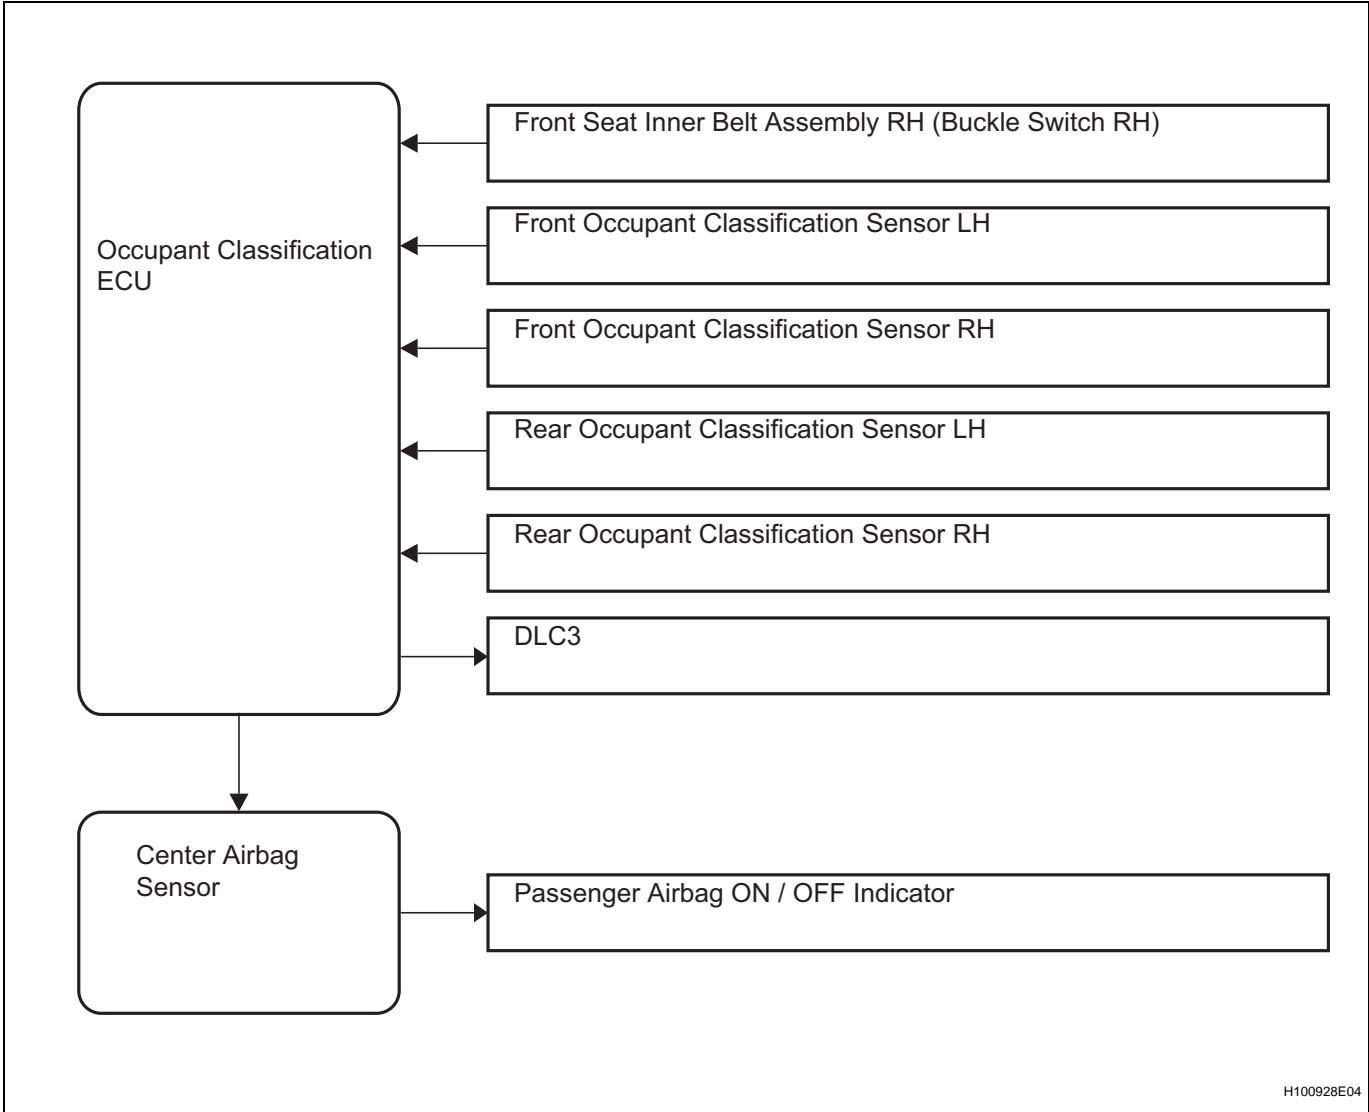 Front Seat Inner Belt Assembly RH (Buckle Switch RH)
Front Occupant Classification Sensor LH
Occupant Classification
ECU
Front Occupant Classification Sensor RH
Rear Occupant Classification Sensor LH
Rear Occupant Classification Sensor RH
DLC3
Center Airbag
Sensor
Passenger Airbag ON / OFF Indicator
H100928E04